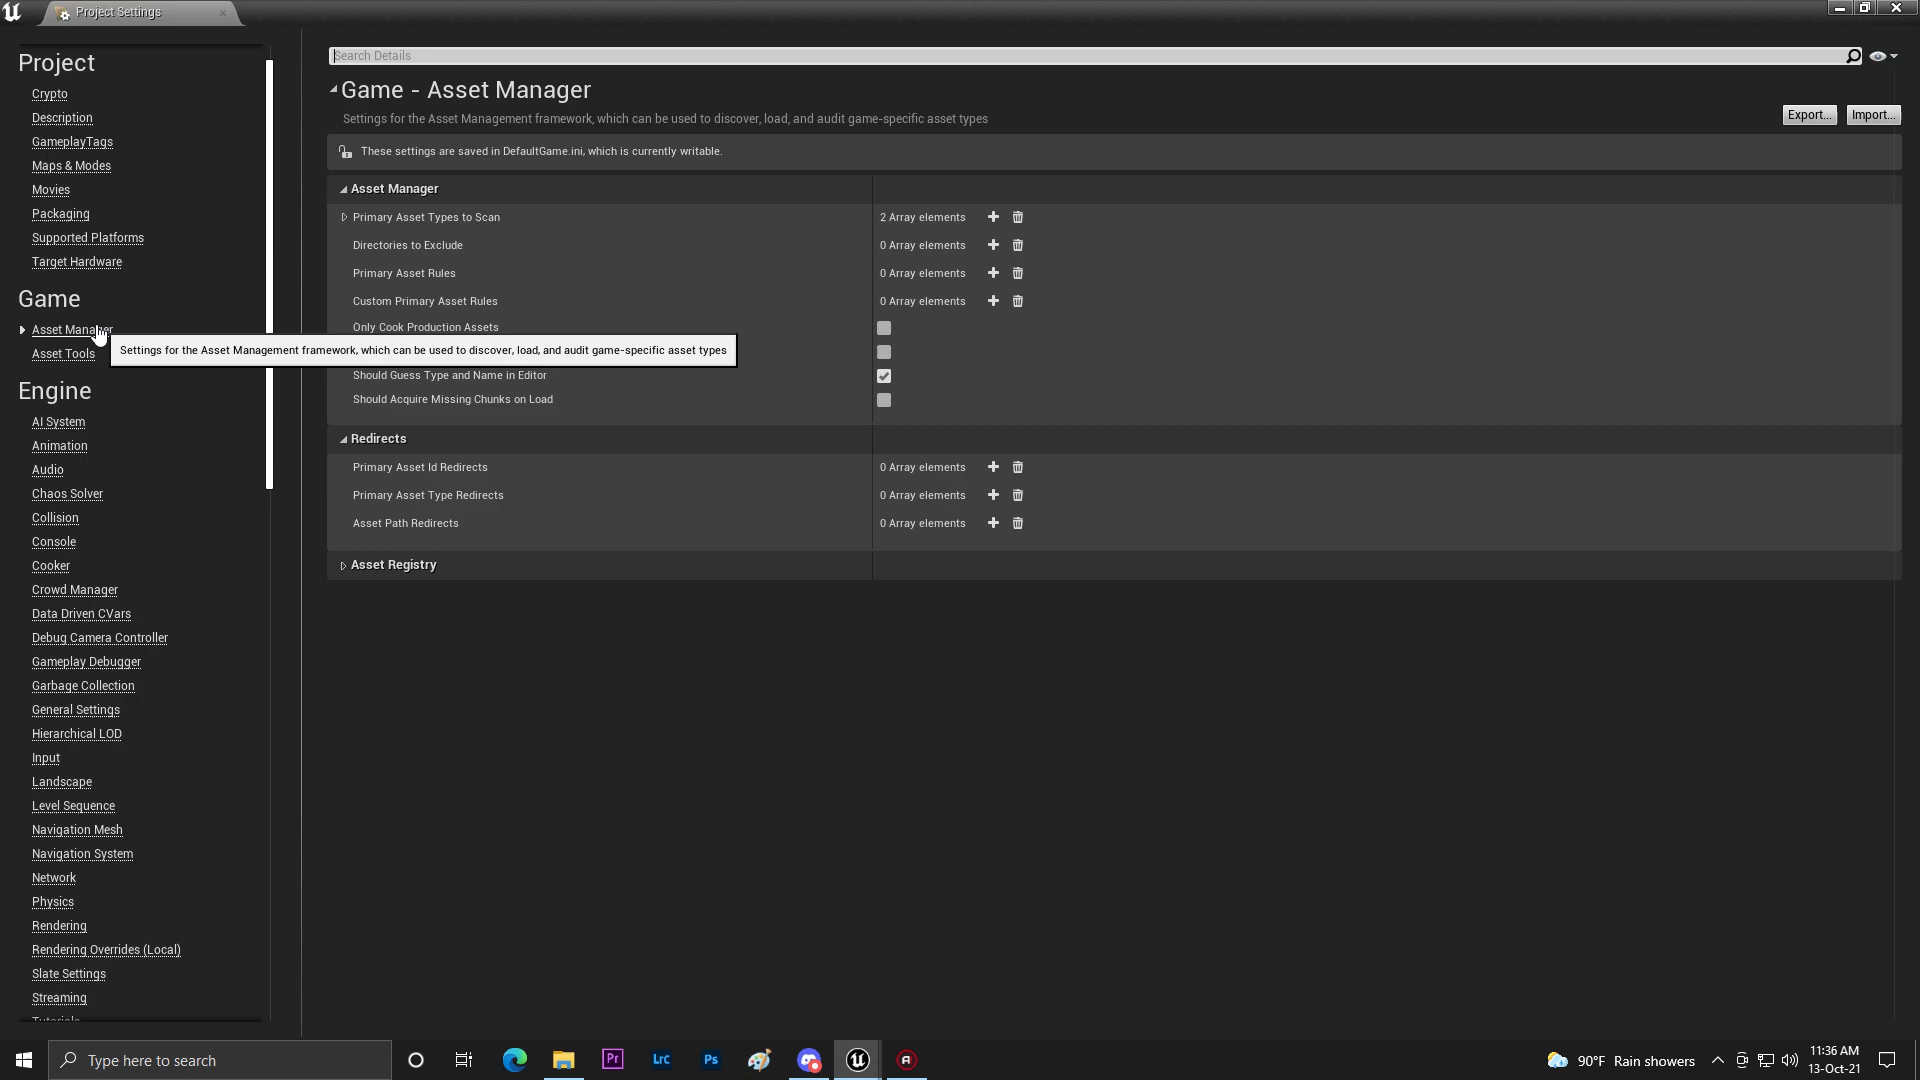 Project Settings
Project
Crypto
Description
GameplayTags
Maps & Modes
Movies
Packaging
Supported Platforms
Target Hardware
Game
Asset Manager
Asset Tools
Engine
AI System
Animation
Audio
Chaos Solver
Collision
Console
Cooker
Crowd Manager
Data Driven CVars
Debug Camera Controller
Gameplay Debugger
Garbage Collection
General Settings
Hierarchical LOD
Input
Landscape
Level Sequence
Navigation Mesh
Navigation System
Network
Physics
Rendering
Rendering Overrides (Local)
Slate Settings
Streaming
Tutorials
Search Details
Game - Asset Manager
Settings for the Asset Management framework, which can be used to discover, load, and audit game-specific asset types
Export... Import...
These settings are saved in DefaultGame.ini, which is currently writable.
Asset Manager
Primary Asset Types to Scan 2 Array elements
Directories to Exclude 0 Array elements
Primary Asset Rules 0 Array elements
Custom Primary Asset Rules 0 Array elements
Only Cook Production Assets
Settings for the Asset Management framework, which can be used to discover, load, and audit game-specific asset types
Should Guess Type and Name in Editor
Should Acquire Missing Chunks on Load
Redirects
Primary Asset Id Redirects 0 Array elements
Primary Asset Type Redirects 0 Array elements
Asset Path Redirects 0 Array elements
Asset Registry
Type here to search
Pr
Lrc
Ps
90°F Rain showers
11:36 AM
13-Oct-21